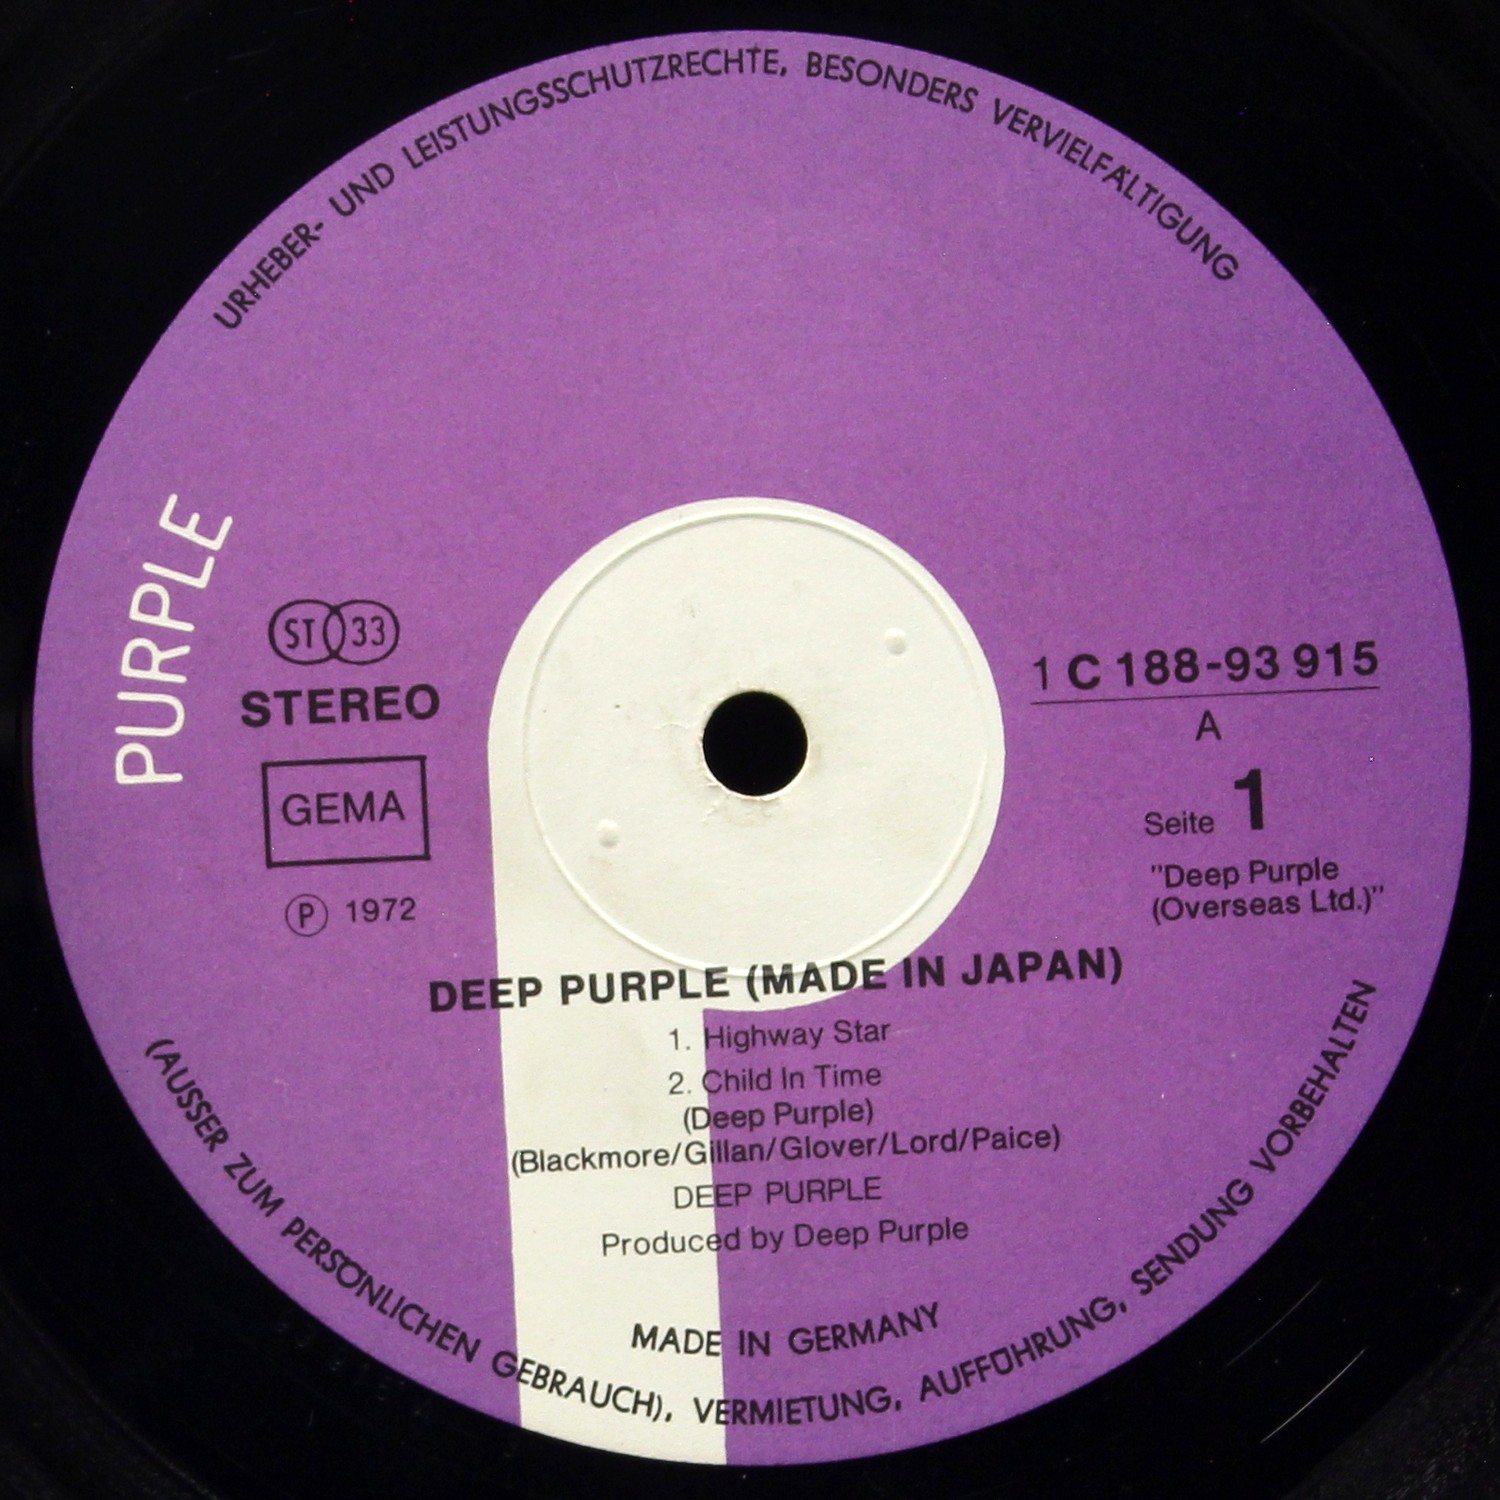 URHEBER- UND LEISTUNGSSCHUTZRECHTE, BESONDERS VERVIELFÄLTIGUNG
(AUSSER ZUM PERSÖNLICHEN GEBRAUCH), VERMIETUNG, AUFFÜHRUNG, SENDUNG VORBEHALTEN
PURPLE
ST 33
STEREO
GEMA
Ⓟ 1972
1 C 188-93 915
A
Seite 1
"Deep Purple
(Overseas Ltd.)"
DEEP PURPLE (MADE IN JAPAN)
1. Highway Star
2. Child In Time
(Deep Purple)
(Blackmore/Gillan/Glover/Lord/Paice)
DEEP PURPLE
Produced by Deep Purple
MADE IN GERMANY